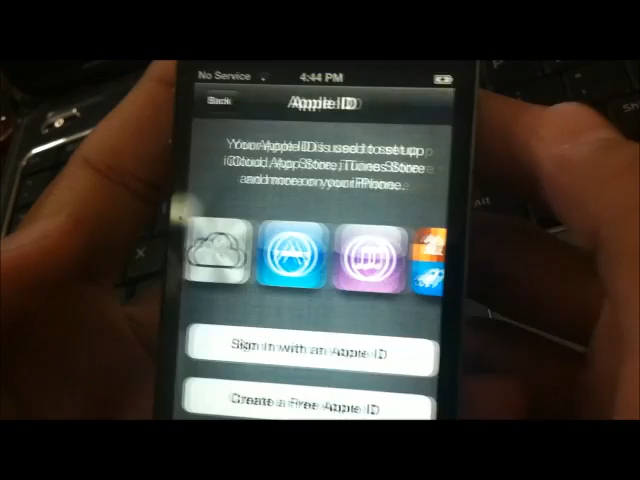 No Service 4:44 PM
Back Apple ID
Your Apple ID is used to set up
iCloud, App Store, iTunes Store
and more on your iPhone.
Sign In with an Apple ID
Create a Free Apple ID
Alt
X